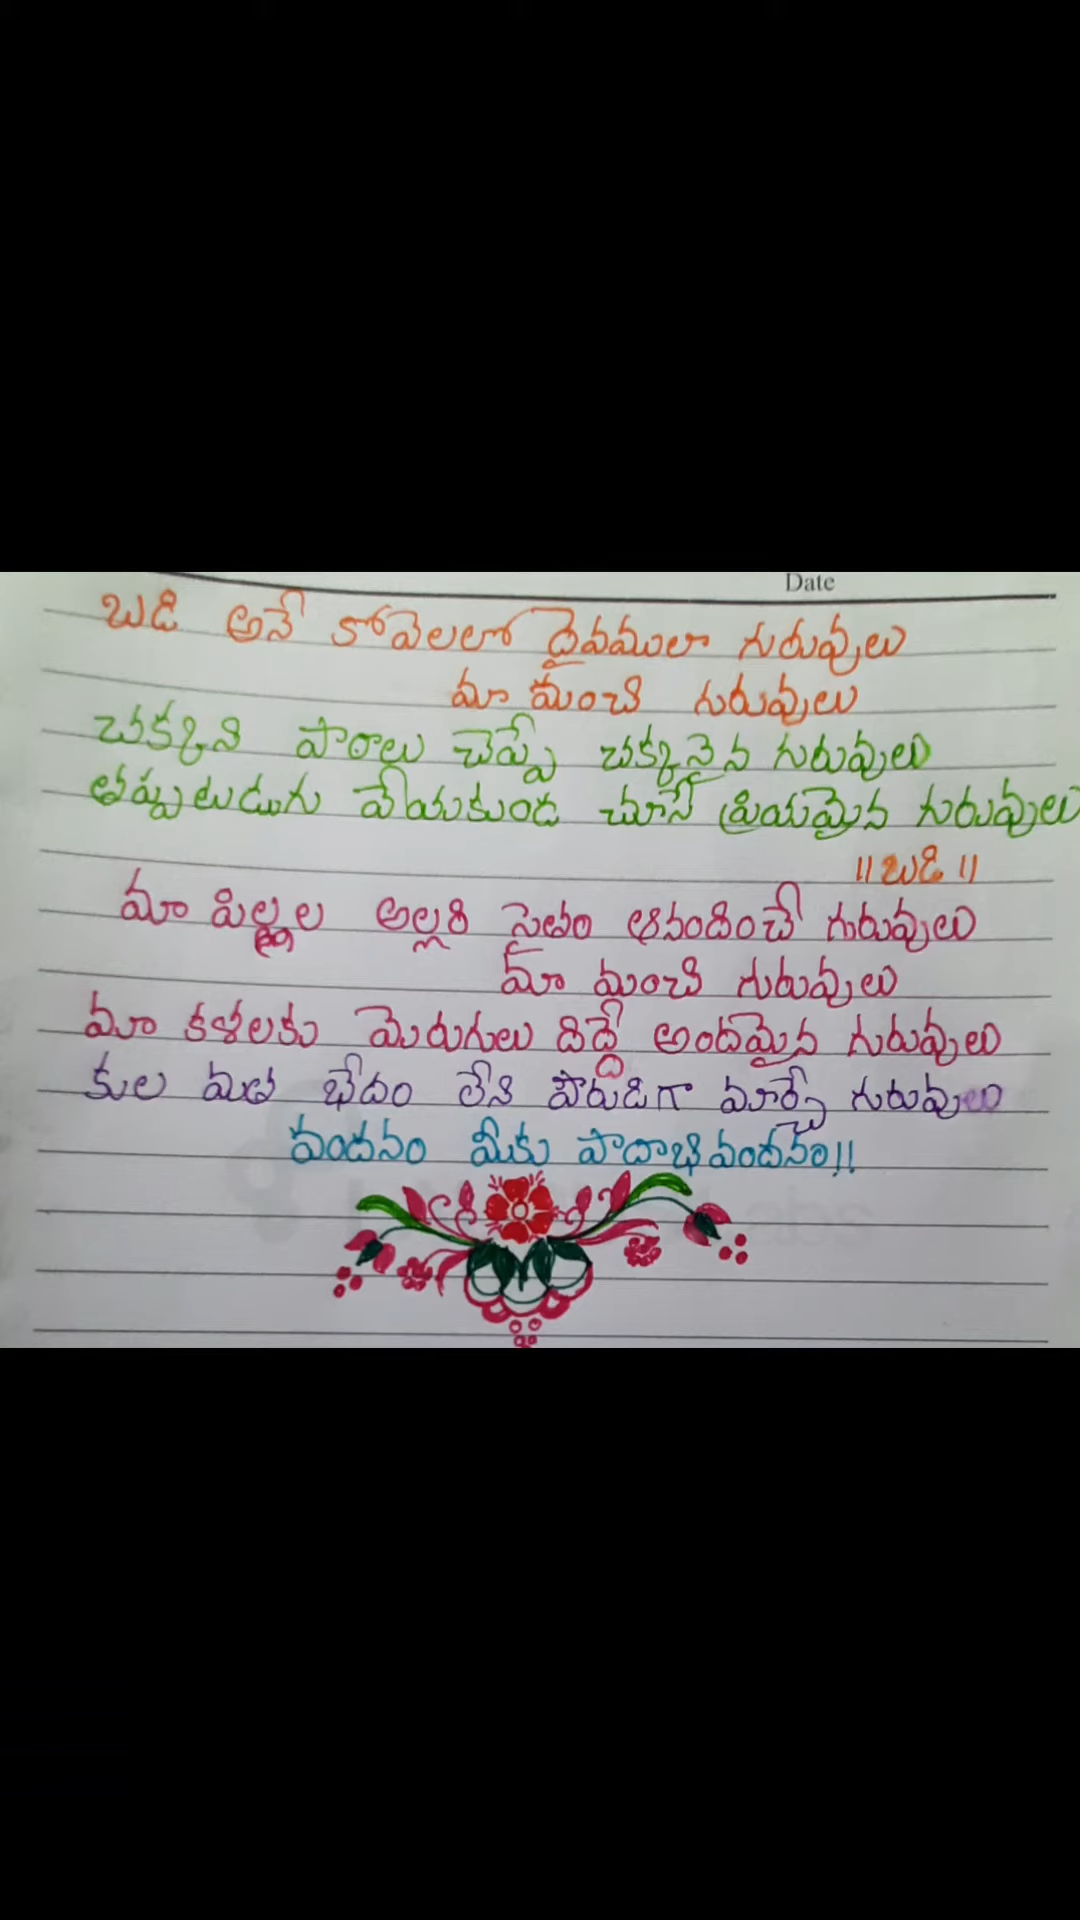 Date
బడి అనే కోవెలలో దైవములా గురువులు
మా మంచి గురువులు
చక్కని పాఠాలు చెప్పే చక్కనైన గురువులు
తప్పుటడుగు వేయకుండ చూసే ప్రియమైన గురువులు
॥ బడి ॥
మా పిల్లల అల్లరి సైతం ఆనందించే గురువులు
మా మంచి గురువులు
మా కళలకు మెరుగులు దిద్దే అందమైన గురువులు
కుల మత భేదం లేని పౌరుడిగా మార్చే గురువులు
వందనం మీకు పాదాభివందనం!!